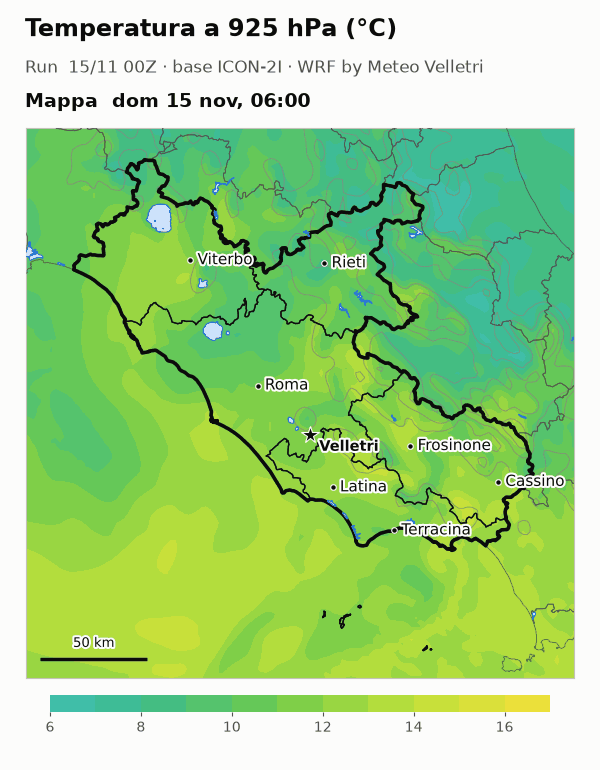 Temperatura a 925 hPa (°C)
Run  15/11 00Z · base ICON-2I · WRF by Meteo Velletri
Mappa  dom 15 nov, 06:00
Viterbo
Rieti
Roma
Velletri
Frosinone
Latina
Cassino
Terracina
50 km
6 8 10 12 14 16